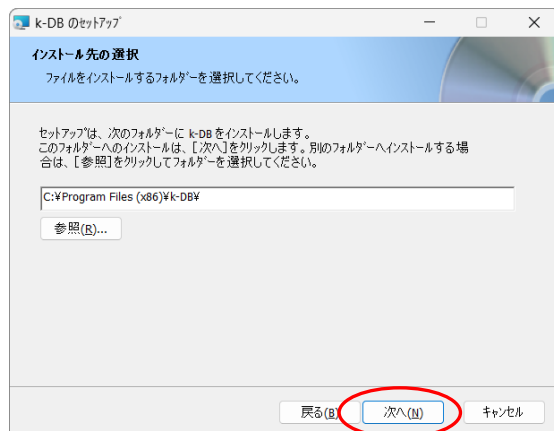 k-DB のｾｯﾄｱｯﾌﾟ
ｲﾝｽﾄｰﾙ先の選択
ﾌｧｲﾙをｲﾝｽﾄｰﾙするﾌｫﾙﾀﾞｰを選択してください。
ｾｯﾄｱｯﾌﾟは、次のﾌｫﾙﾀﾞｰに k-DB をｲﾝｽﾄｰﾙします。
このﾌｫﾙﾀﾞｰへのｲﾝｽﾄｰﾙは、［次へ］をｸﾘｯｸします。別のﾌｫﾙﾀﾞｰへｲﾝｽﾄｰﾙする場
合は、［参照］をｸﾘｯｸしてﾌｫﾙﾀﾞｰを選択してください。
C:¥Program Files (x86)¥k-DB¥
参照(R)...
戻る(B) 次へ(N) ｷｬﾝｾﾙ